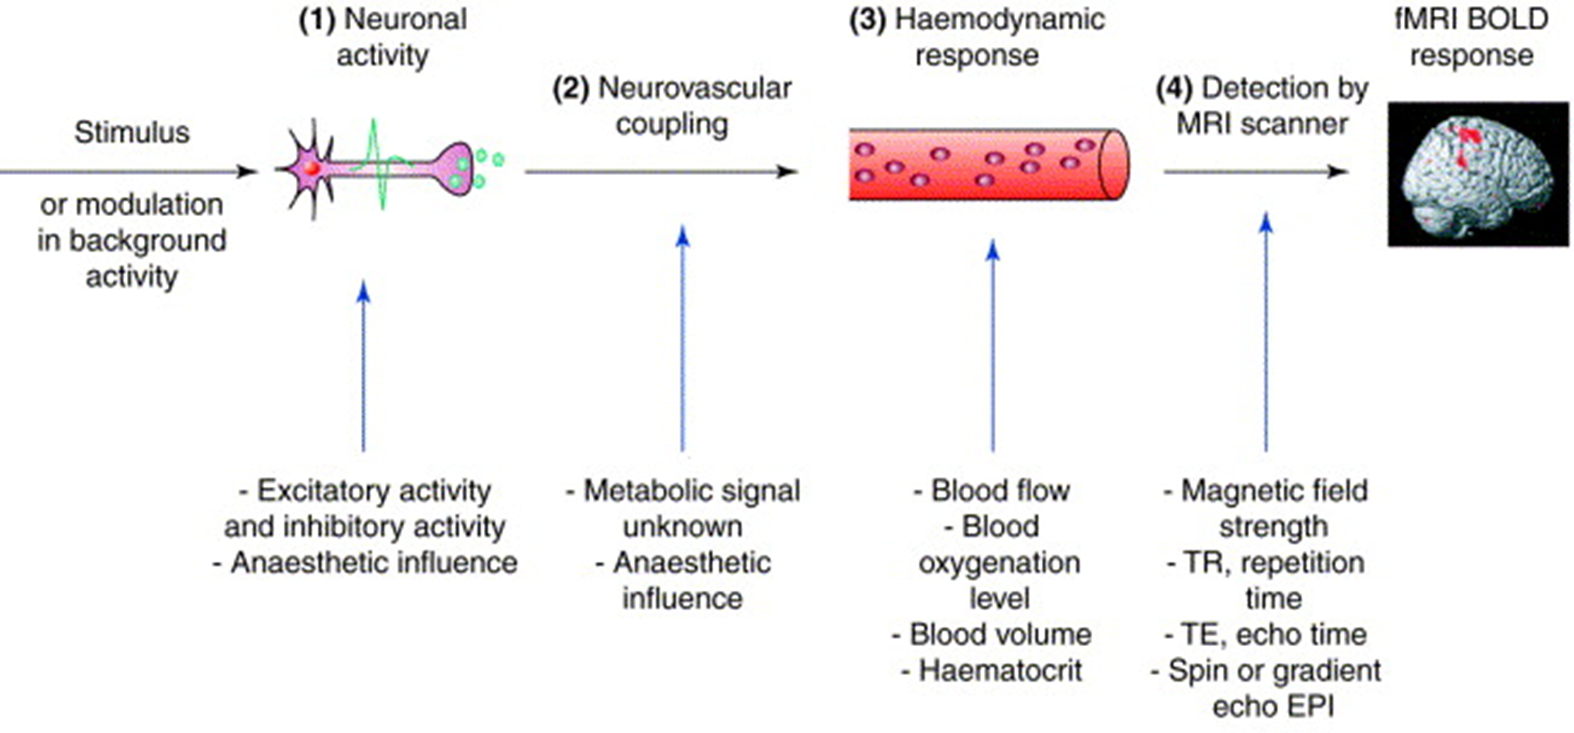 (1) Neuronal
activity
(3) Haemodynamic
response
fMRI BOLD
response
(2) Neurovascular
coupling
(4) Detection by
MRI scanner
Stimulus
or modulation
in background
activity
- Excitatory activity
and inhibitory activity
- Anaesthetic influence
- Metabolic signal
unknown
- Anaesthetic
influence
- Blood flow
- Blood
oxygenation
level
- Blood volume
- Haematocrit
- Magnetic field
strength
- TR, repetition
time
- TE, echo time
- Spin or gradient
echo EPI